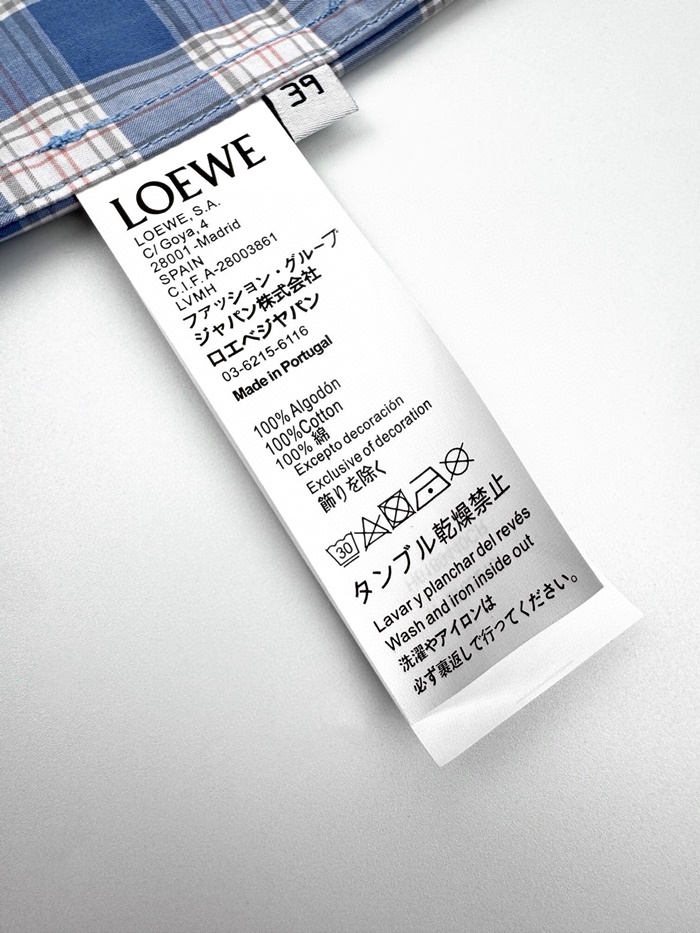 39
LOEWE
LOEWE, S.A.
C/ Goya, 4
28001 -Madrid
SPAIN
C.I.F. A-28003861
LVMH
ファッション・グループ
ジャパン株式会社
ロエベジャパン
03-6215-6116
Made in Portugal
100% Algodón
100%Cotton
100% 綿
Excepto decoración
Exclusive of decoration
飾りを除く
30
タンブル乾燥禁止
Lavar y planchar del revés
Wash and iron inside out
洗濯やアイロンは
必ず裏返しで行ってください。